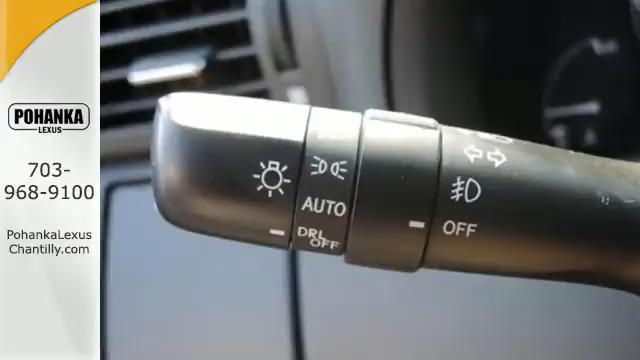 POHANKA
LEXUS
703-
968-9100
PohankaLexus
Chantilly.com
AUTO
DRL
OFF
OFF